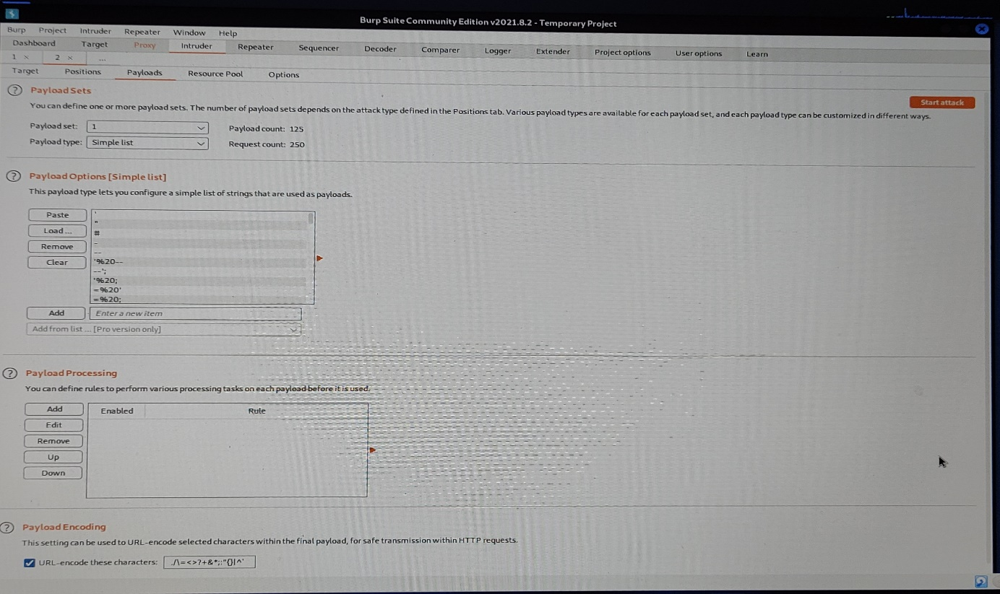 Burp Suite Community Edition v2021.8.2 - Temporary Project
Burp Project Intruder Repeater Window Help
Dashboard Target Proxy Intruder Repeater Sequencer Decoder Comparer Logger Extender Project options User options Learn
1 × 2 × ...
Target Positions Payloads Resource Pool Options
? Payload Sets
Start attack
You can define one or more payload sets. The number of payload sets depends on the attack type defined in the Positions tab. Various payload types are available for each payload set, and each payload type can be customized in different ways.
Payload set: 1 Payload count: 125
Payload type: Simple list Request count: 250
? Payload Options [Simple list]
This payload type lets you configure a simple list of strings that are used as payloads.
Paste
Load ...
Remove
Clear
'
"
#
-
--
'%20--
--';
'%20;
=%20'
=%20;
Add Enter a new item
Add from list ... [Pro version only]
? Payload Processing
You can define rules to perform various processing tasks on each payload before it is used.
Add
Edit
Remove
Up
Down
Enabled Rule
? Payload Encoding
This setting can be used to URL-encode selected characters within the final payload, for safe transmission within HTTP requests.
URL-encode these characters: